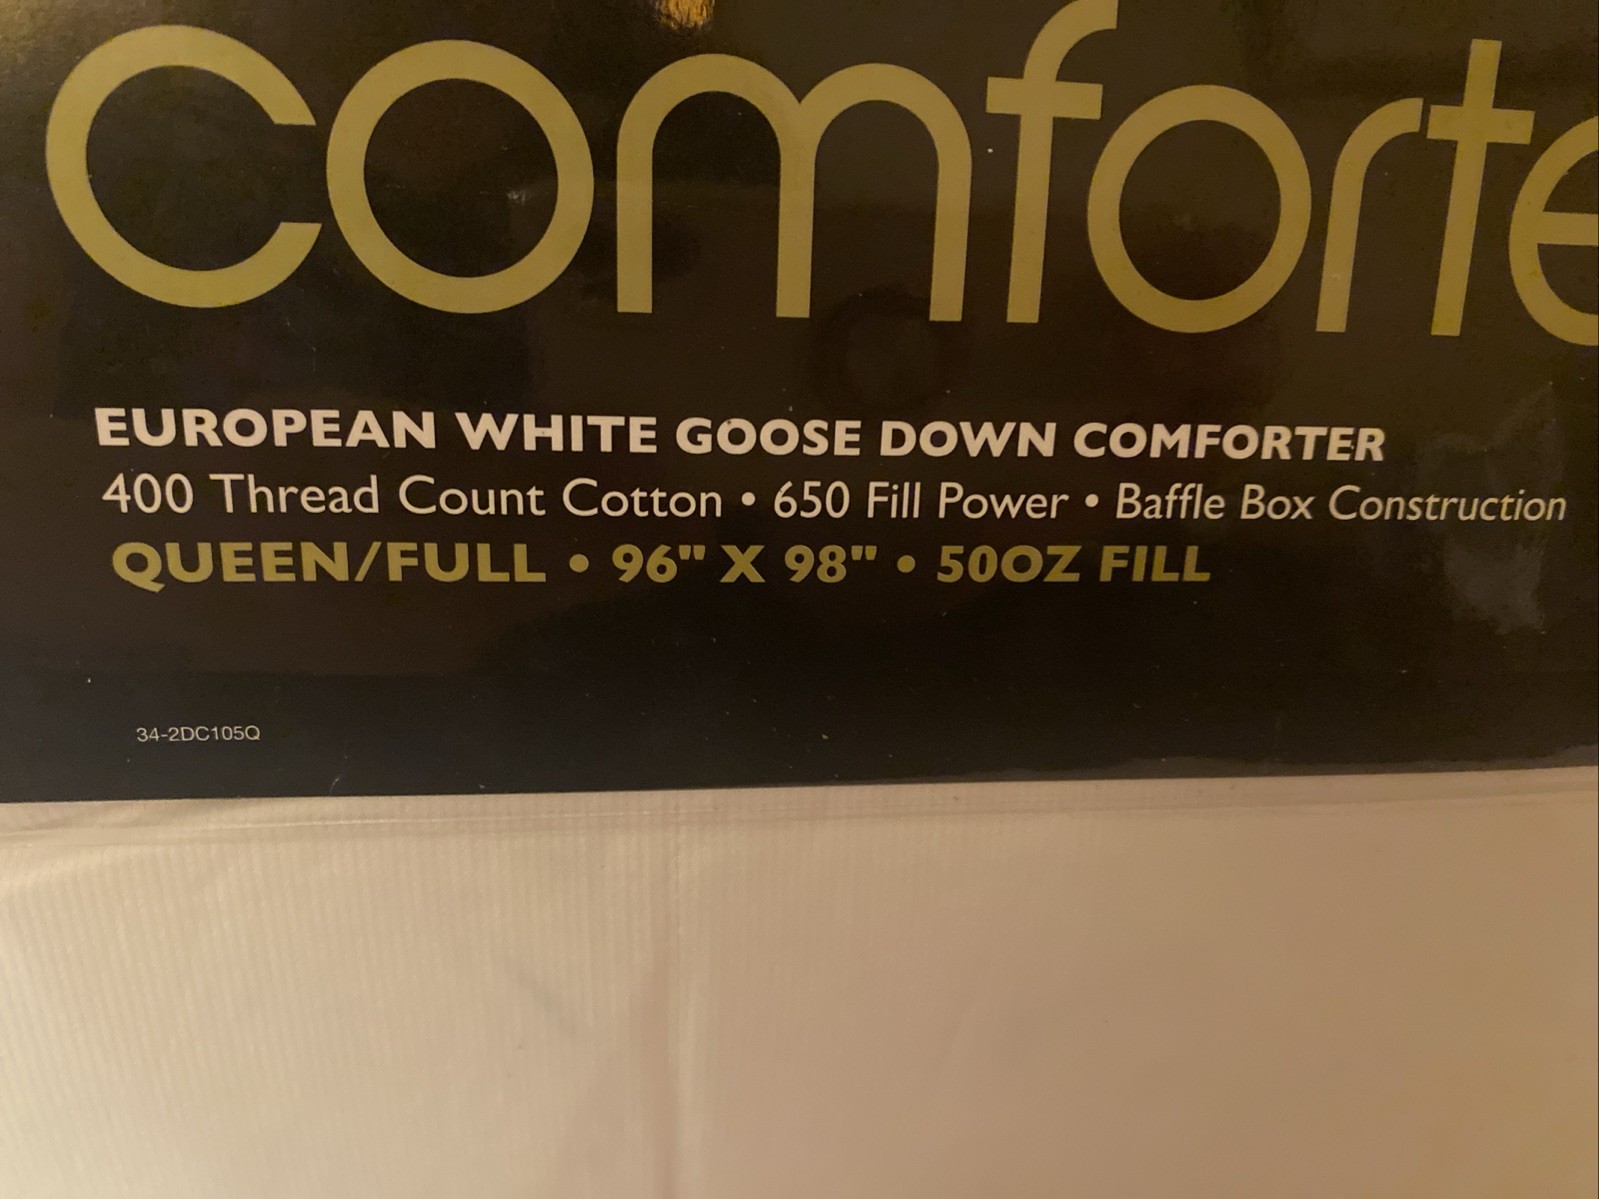 comforte
EUROPEAN WHITE GOOSE DOWN COMFORTER
400 Thread Count Cotton • 650 Fill Power • Baffle Box Construction
QUEEN/FULL • 96" X 98" • 50OZ FILL
34-2DC105Q